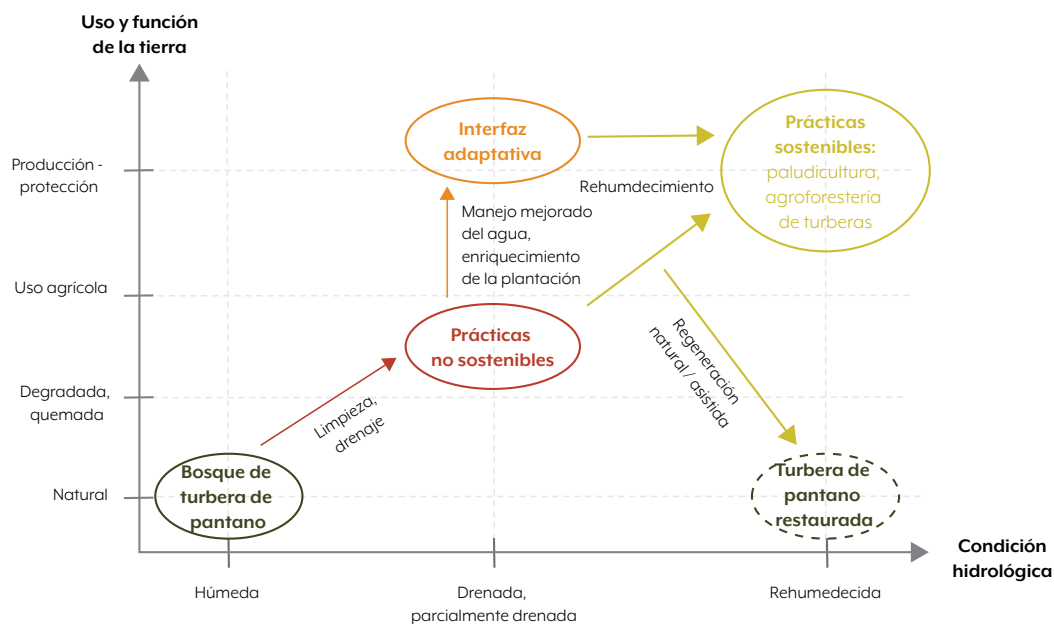 Uso y función
de la tierra
Interfaz
adaptativa
Prácticas
sostenibles:
paludicultura,
agroforestería
de turberas
Producción -
protección
Rehumdecimiento
Manejo mejorado
del agua,
enriquecimiento
de la plantación
Uso agrícola
Prácticas
no sostenibles
Regeneración
natural / asistida
Degradada,
quemada
Limpieza,
drenaje
Bosque de
turbera de
pantano
Turbera de
pantano
restaurada
Natural
Condición
hidrológica
Húmeda
Drenada,
parcialmente drenada
Rehumedecida